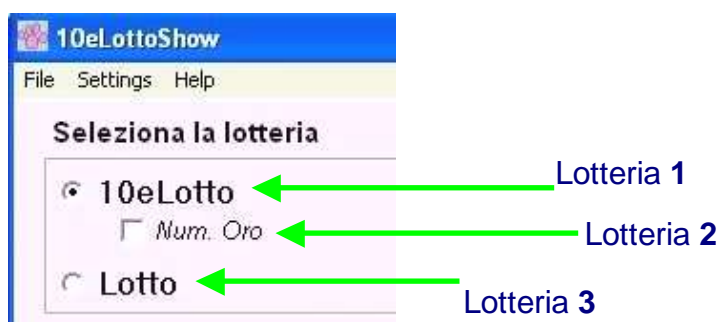 10eLottoShow
File Settings Help
Seleziona la lotteria
10eLotto
Lotteria 1
Num. Oro
Lotteria 2
Lotto
Lotteria 3